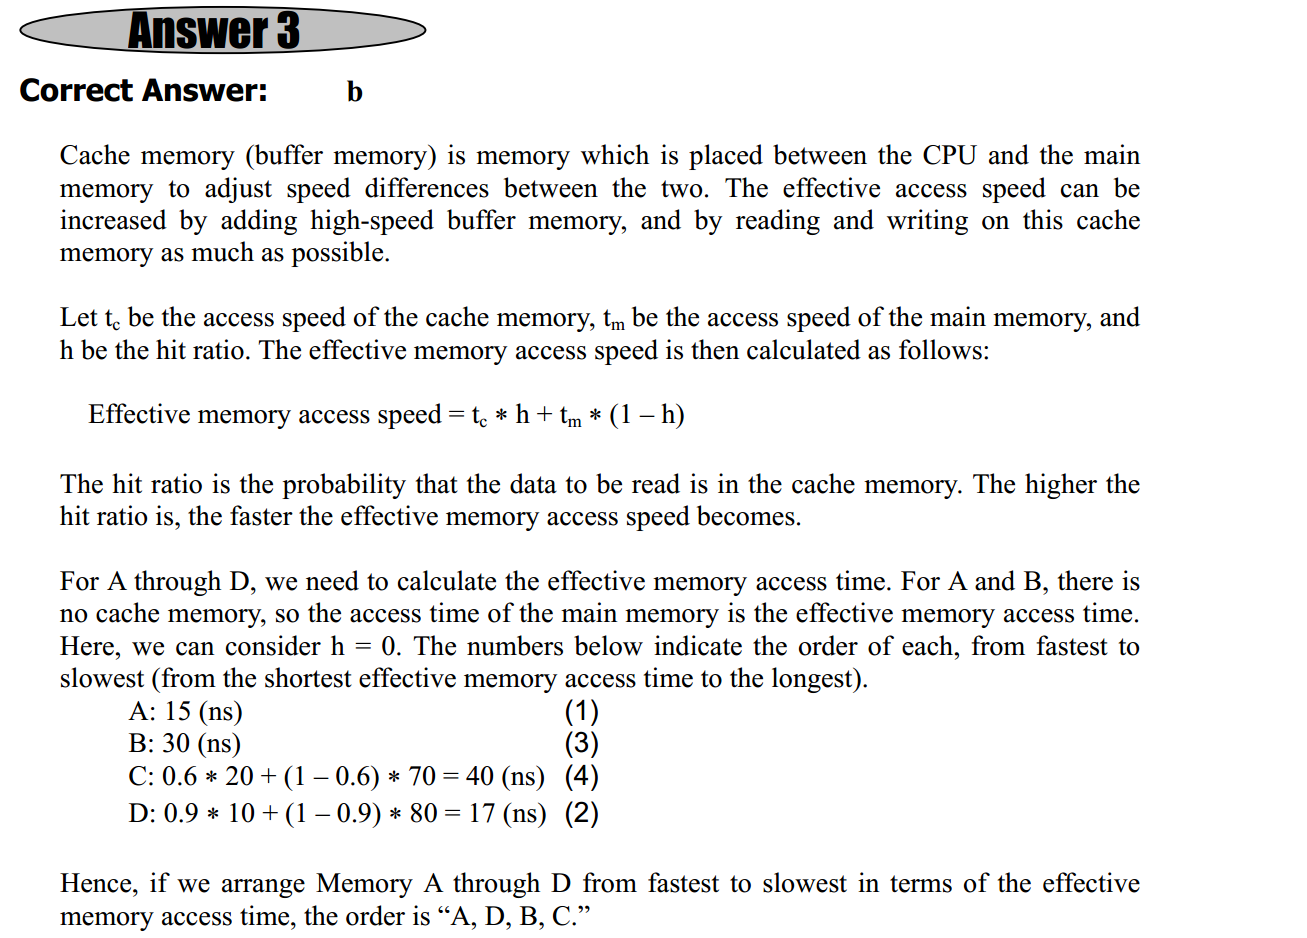 Answer 3
Correct Answer: b
Cache memory (buffer memory) is memory which is placed between the CPU and the main
memory to adjust speed differences between the two. The effective access speed can be
increased by adding high-speed buffer memory, and by reading and writing on this cache
memory as much as possible.
Let tc be the access speed of the cache memory, tm be the access speed of the main memory, and
h be the hit ratio. The effective memory access speed is then calculated as follows:
Effective memory access speed = tc * h + tm * (1 – h)
The hit ratio is the probability that the data to be read is in the cache memory. The higher the
hit ratio is, the faster the effective memory access speed becomes.
For A through D, we need to calculate the effective memory access time. For A and B, there is
no cache memory, so the access time of the main memory is the effective memory access time.
Here, we can consider h = 0. The numbers below indicate the order of each, from fastest to
slowest (from the shortest effective memory access time to the longest).
A: 15 (ns) (1)
B: 30 (ns) (3)
C: 0.6 * 20 + (1 – 0.6) * 70 = 40 (ns) (4)
D: 0.9 * 10 + (1 – 0.9) * 80 = 17 (ns) (2)
Hence, if we arrange Memory A through D from fastest to slowest in terms of the effective
memory access time, the order is “A, D, B, C.”